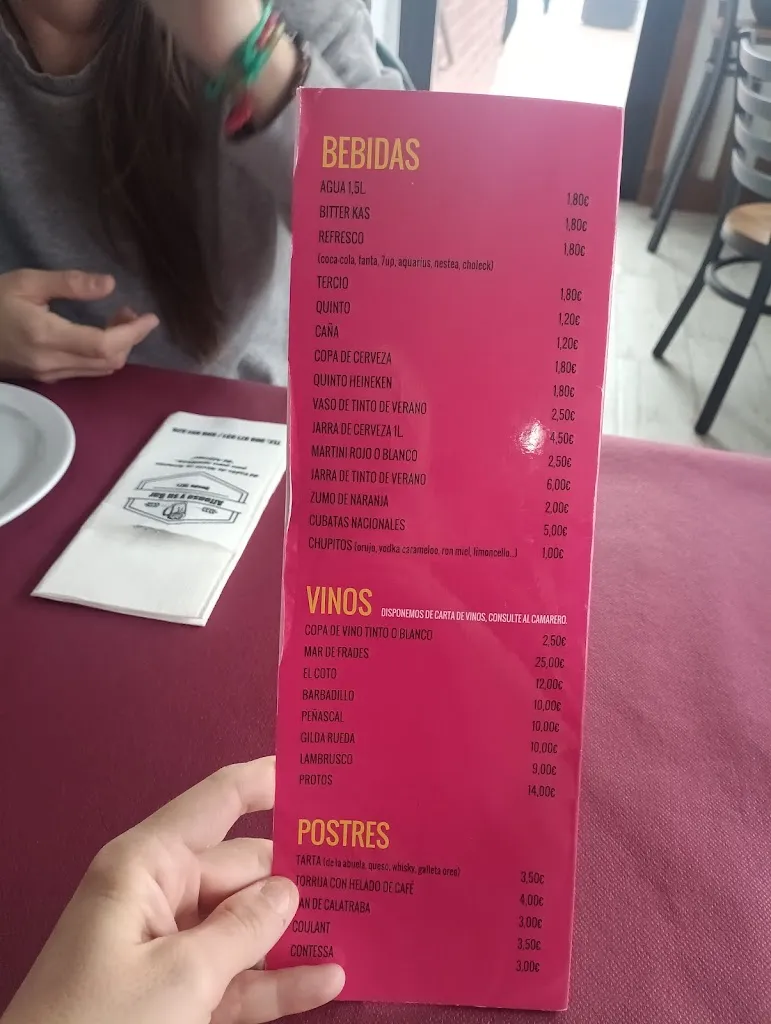 BEBIDAS
AGUA 1,5L. 1,80€
BITTER KAS 1,80€
REFRESCO 1,80€
(coca-cola, fanta, 7up, aquarius, nestea, choleck)
TERCIO 1,80€
QUINTO 1,20€
CAÑA 1,20€
COPA DE CERVEZA 1,80€
QUINTO HEINEKEN 1,80€
VASO DE TINTO DE VERANO 2,50€
JARRA DE CERVEZA 1L. 4,50€
MARTINI ROJO O BLANCO 2,50€
JARRA DE TINTO DE VERANO 6,00€
ZUMO DE NARANJA 2,00€
CUBATAS NACIONALES 5,00€
CHUPITOS (orujo, vodka carameloo, ron miel, limoncello...) 1,00€
VINOS DISPONEMOS DE CARTA DE VINOS, CONSULTE AL CAMARERO.
COPA DE VINO TINTO O BLANCO 2,50€
MAR DE FRADES 25,00€
EL COTO 12,00€
BARBADILLO 10,00€
PEÑASCAL 10,00€
GILDA RUEDA 10,00€
LAMBRUSCO 9,00€
PROTOS 14,00€
POSTRES
TARTA (de la abuela, queso, whisky, galleta oreo) 3,50€
TORRIJA CON HELADO DE CAFÉ 4,00€
AN DE CALATRABA 3,00€
COULANT 3,50€
CONTESSA 3,00€
Alfonso y su Bar